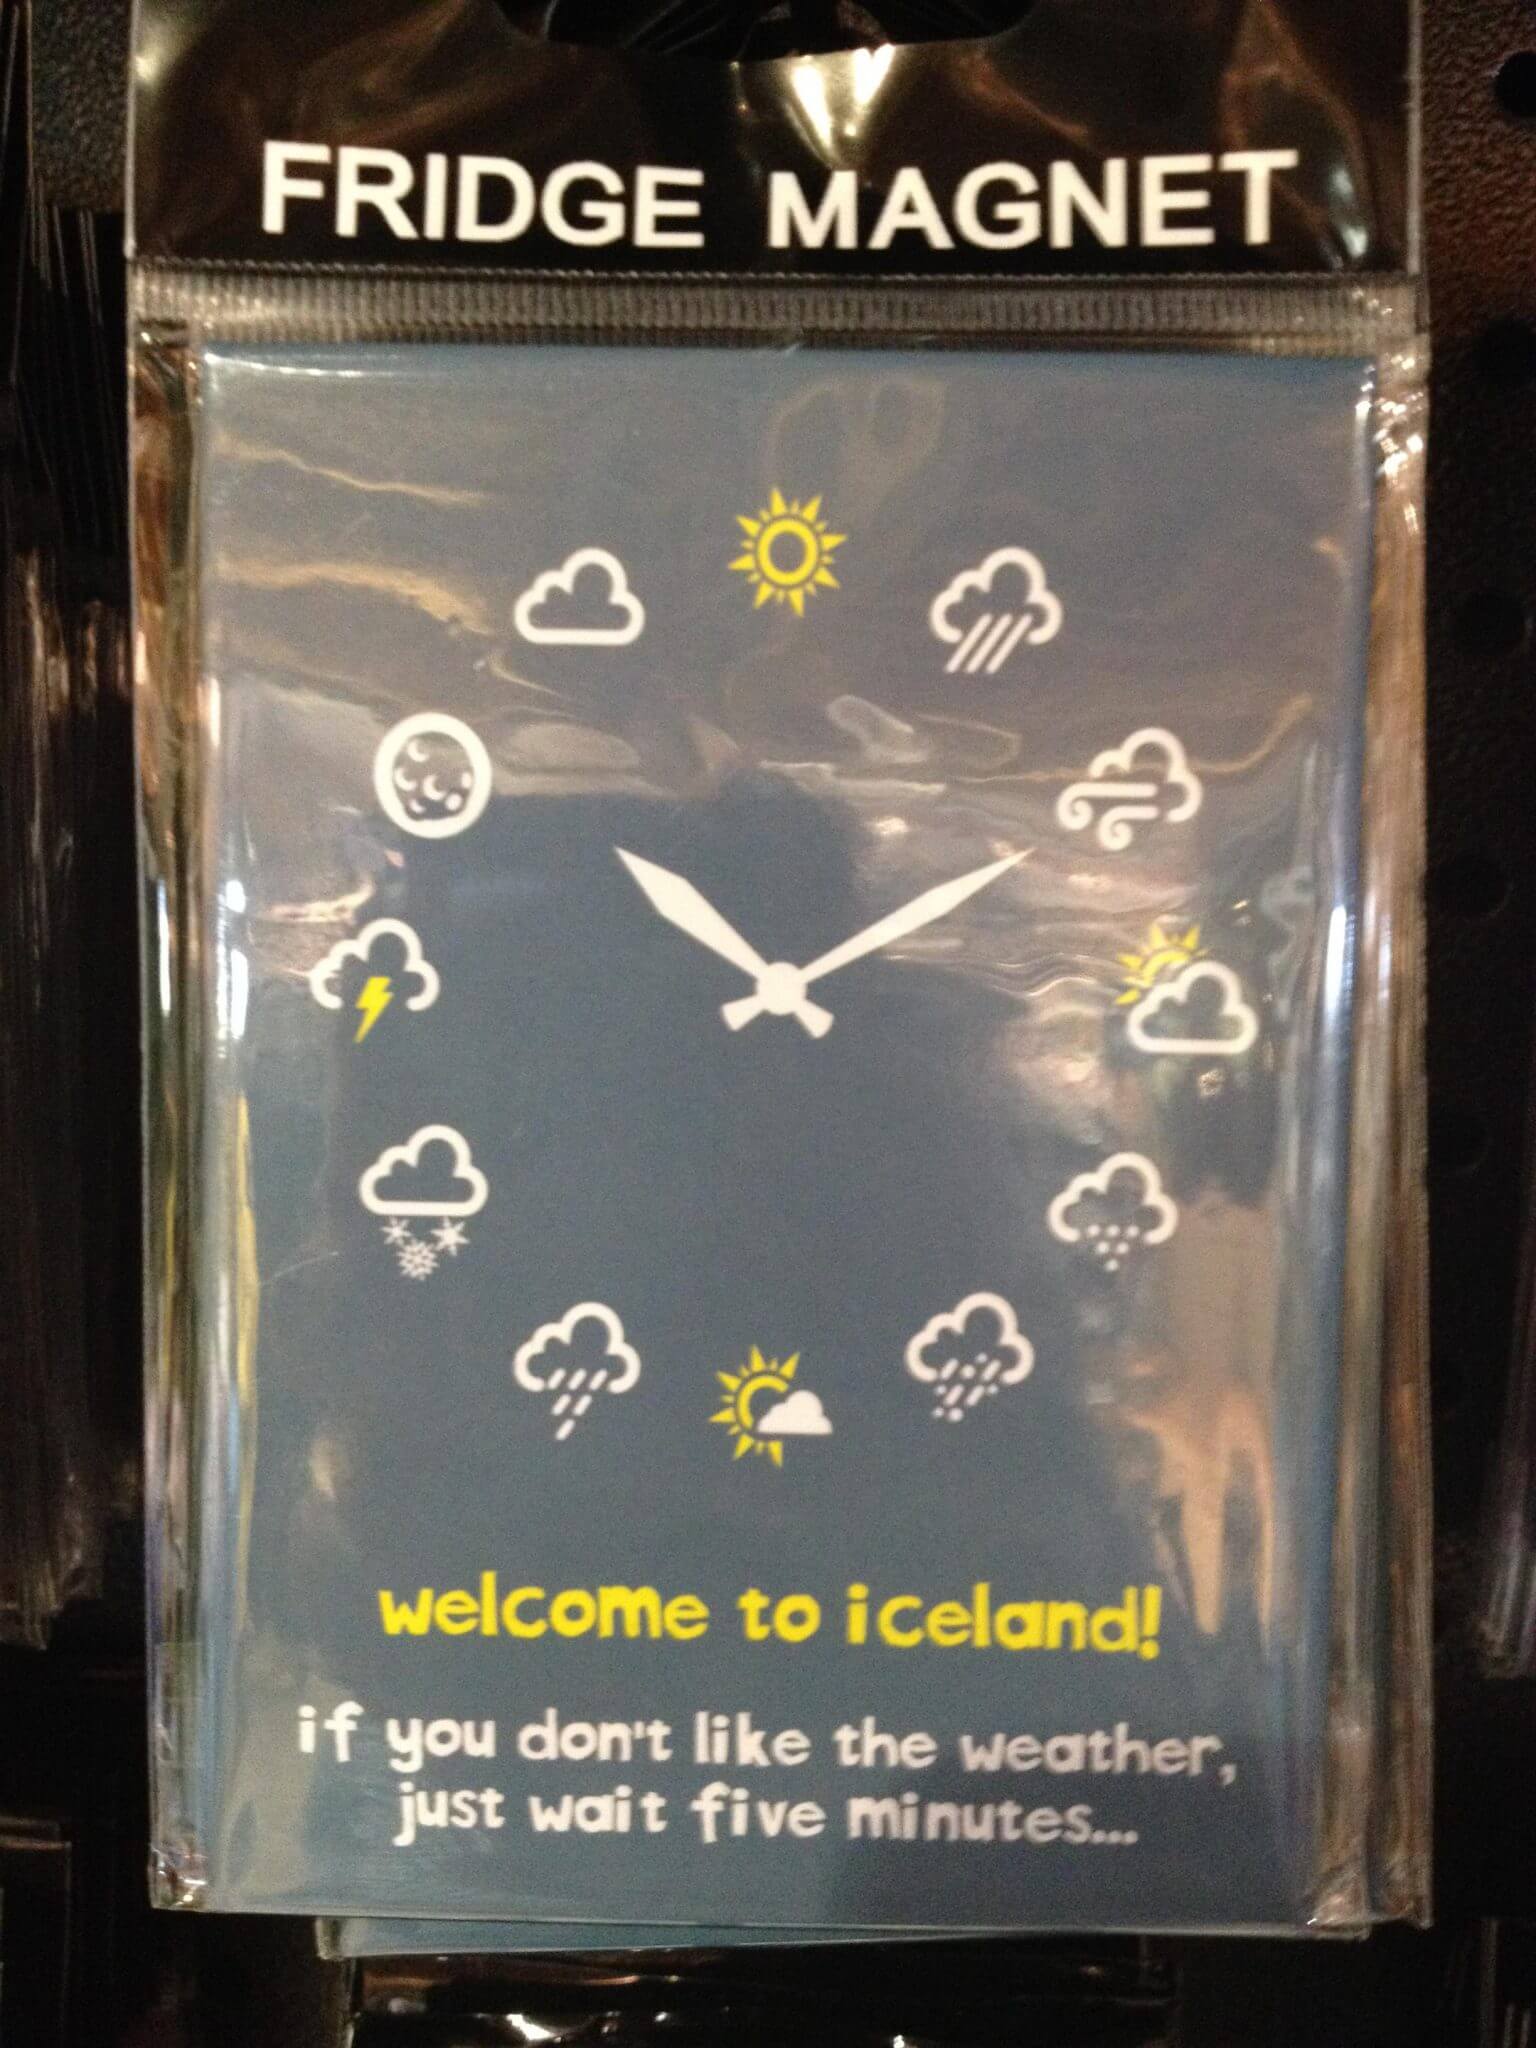 FRIDGE MAGNET
welcome to iceland!
if you don't like the weather,
just wait five minutes...